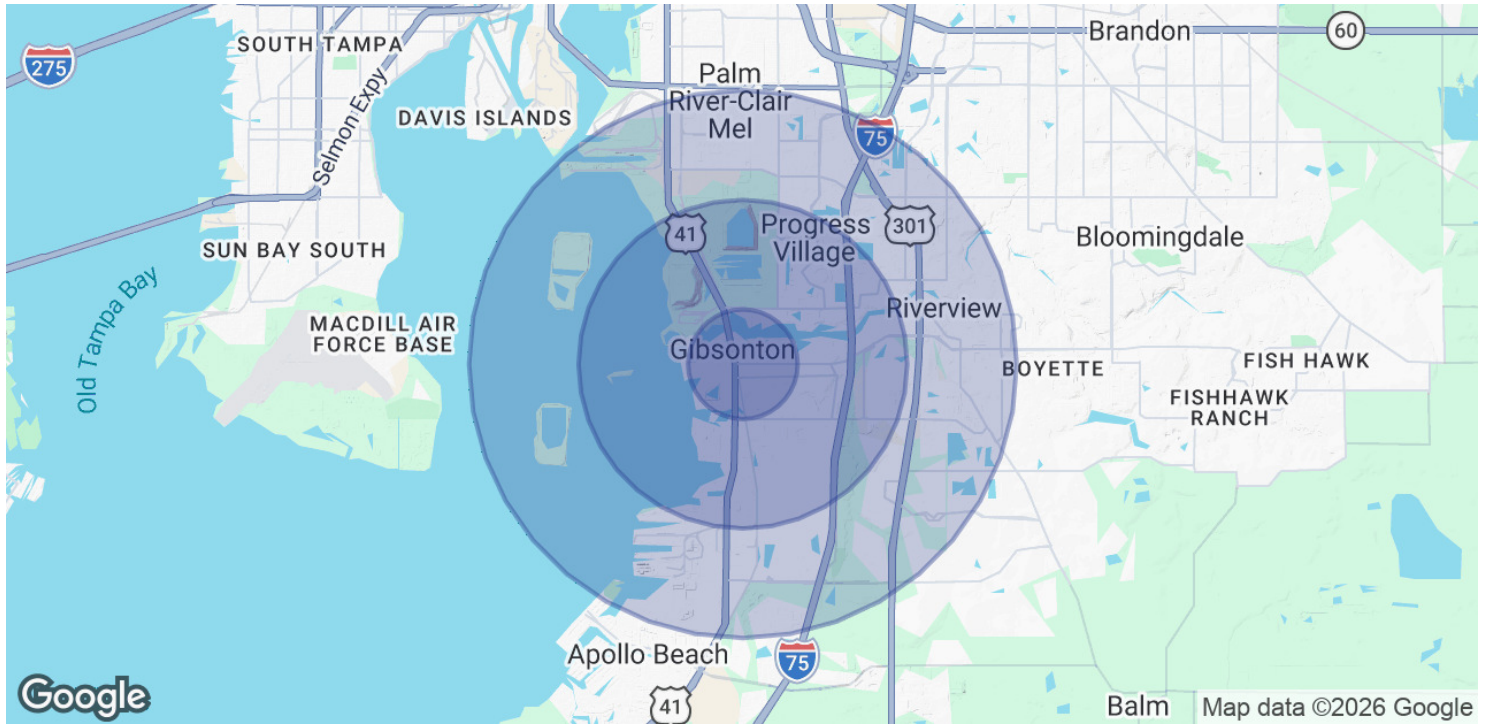 275
SOUTH TAMPA
Selmon Expy
DAVIS ISLANDS
Palm
River-Clair
Mel
Brandon
60
75
41
Progress
Village
301
Bloomingdale
SUN BAY SOUTH
Old Tampa Bay
MACDILL AIR
FORCE BASE
Riverview
Gibsonton
BOYETTE
FISH HAWK
FISHHAWK
RANCH
Apollo Beach
75
41
Balm
Google
Map data ©2026 Google